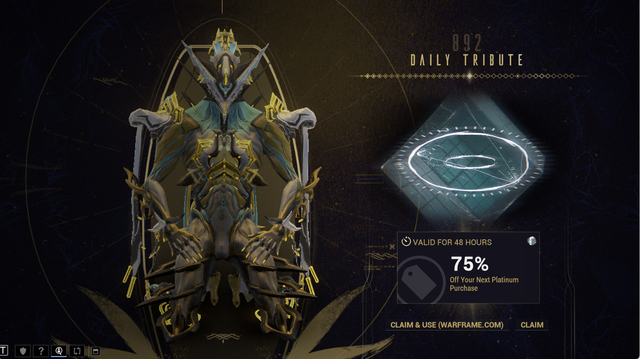 892
DAILY TRIBUTE
VALID FOR 48 HOURS
75%
Off Your Next Platinum
Purchase
CLAIM & USE (WARFRAME.COM)
CLAIM
T
?